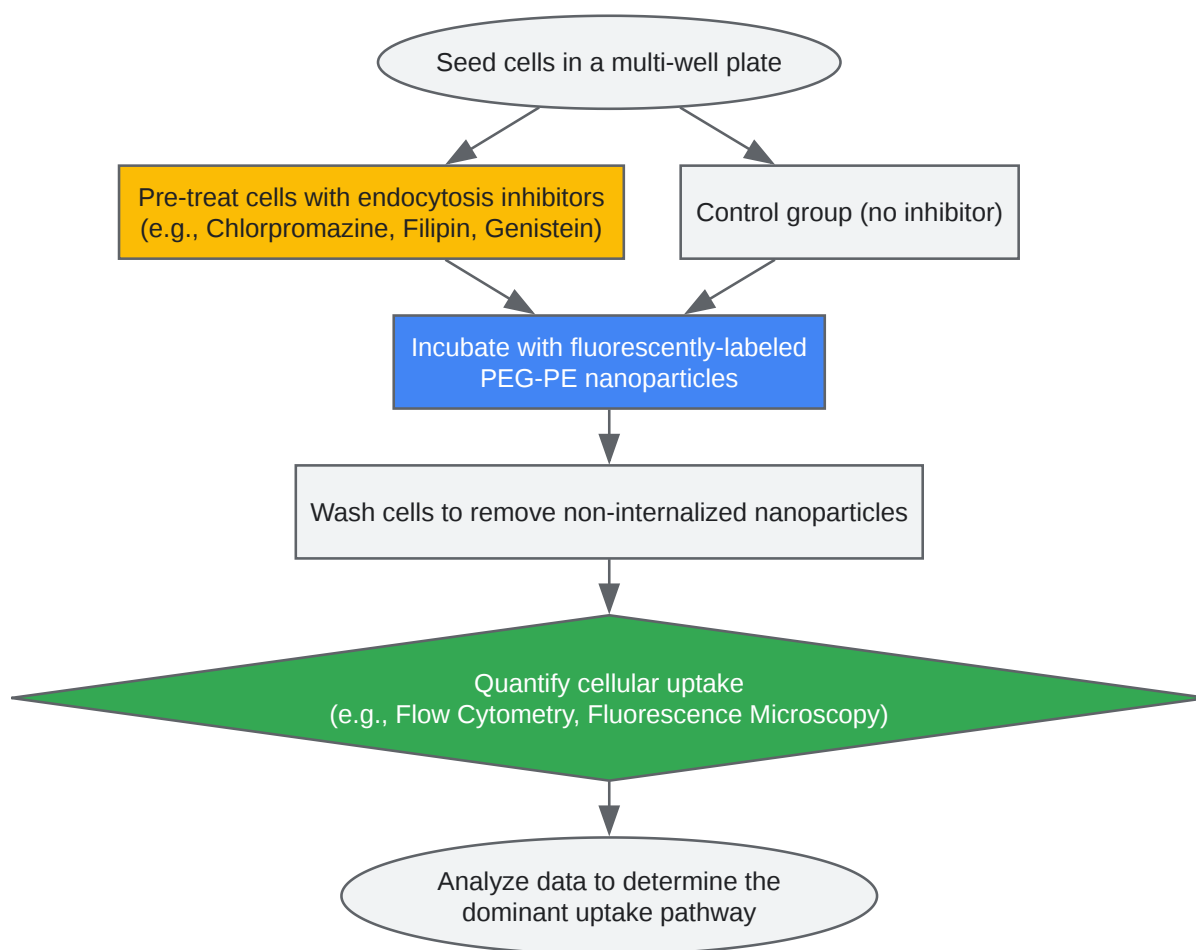 Seed cells in a multi-well plate
Pre-treat cells with endocytosis inhibitors
(e.g., Chlorpromazine, Filipin, Genistein)
Control group (no inhibitor)
Incubate with fluorescently-labeled
PEG-PE nanoparticles
Wash cells to remove non-internalized nanoparticles
Quantify cellular uptake
(e.g., Flow Cytometry, Fluorescence Microscopy)
Analyze data to determine the
dominant uptake pathway